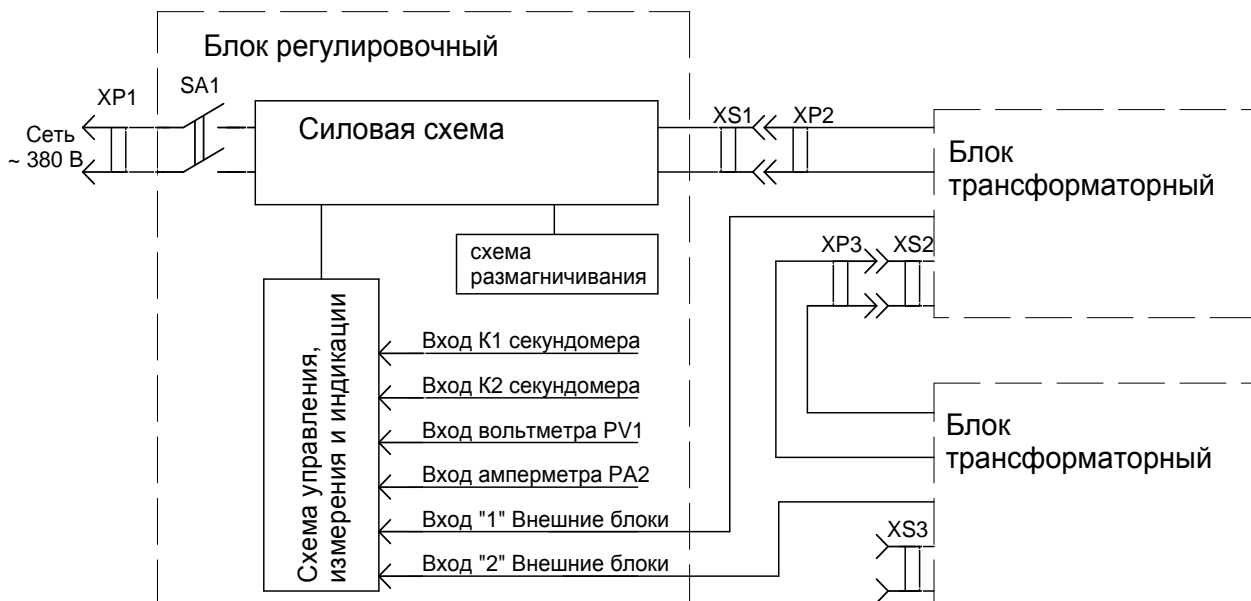 Блок регулировочный
XP1
SA1
Сеть
~ 380 В
Силовая схема
XS1
XP2
Блок
трансформаторный
схема
размагничивания
XP3
XS2
Схема управления,
измерения и индикации
Вход К1 секундомера
Вход К2 секундомера
Вход вольтметра PV1
Вход амперметра PA2
Вход "1" Внешние блоки
Вход "2" Внешние блоки
Блок
трансформаторный
XS3